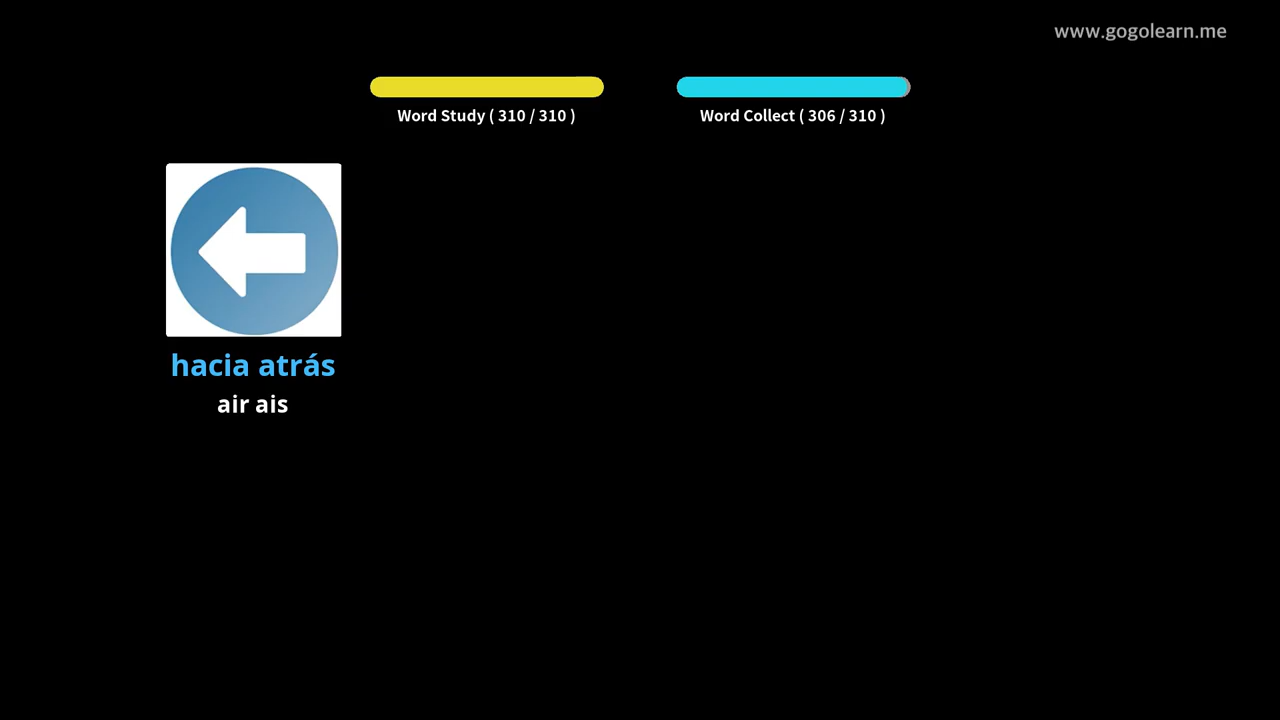 www.gogolearn.me
Word Study ( 310 / 310 )
Word Collect ( 306 / 310 )
hacia atrás
air ais